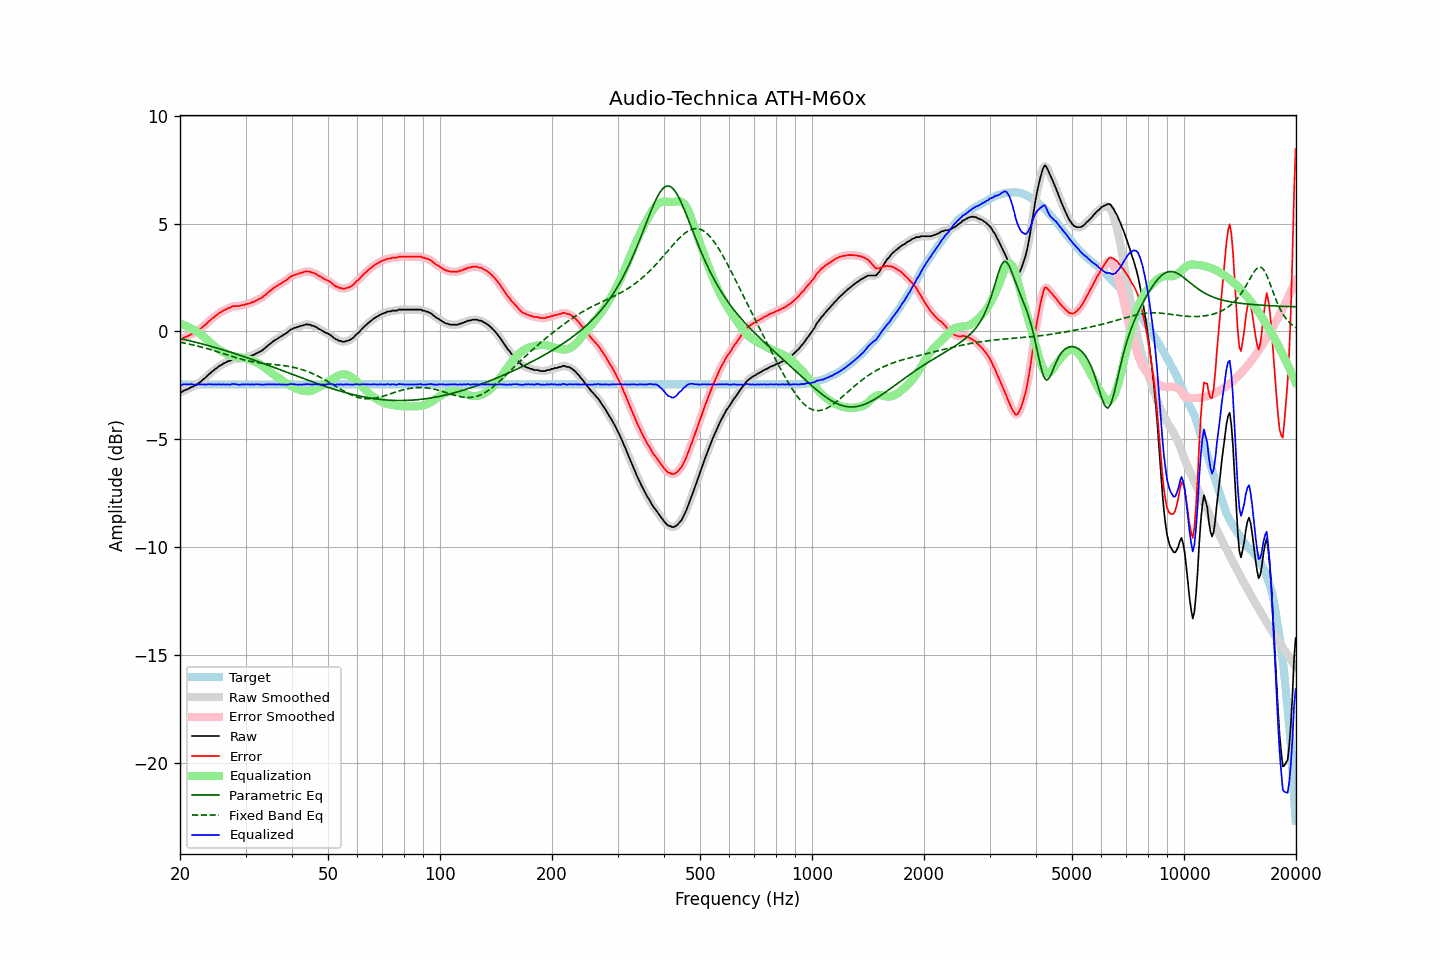 Audio-Technica ATH-M60x
Amplitude (dBr)
10
5
0
−5
−10
−15
−20
Target
Raw Smoothed
Error Smoothed
Raw
Error
Equalization
Parametric Eq
Fixed Band Eq
Equalized
20 50 100 200 500 1000 2000 5000 10000 20000
Frequency (Hz)